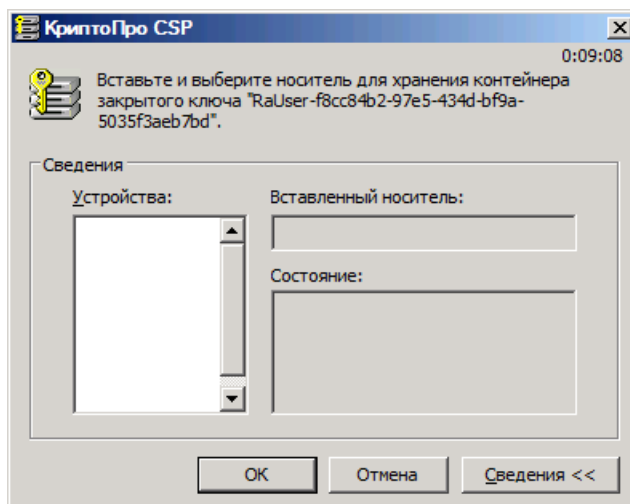 КриптоПро CSP
0:09:08
Вставьте и выберите носитель для хранения контейнера
закрытого ключа "RaUser-f8cc84b2-97e5-434d-bf9a-
5035f3aeb7bd".
Сведения
Устройства:
Вставленный носитель:
Состояние:
ОК
Отмена
Сведения <<